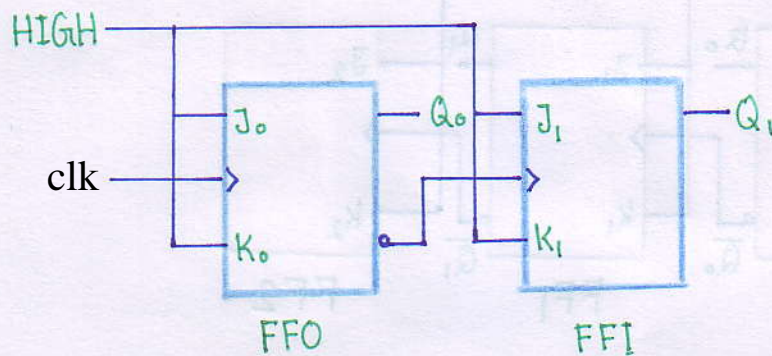 HIGH
J₀ Q₀ J₁ Q₁
clk
K₀ K₁
FF0 FF1